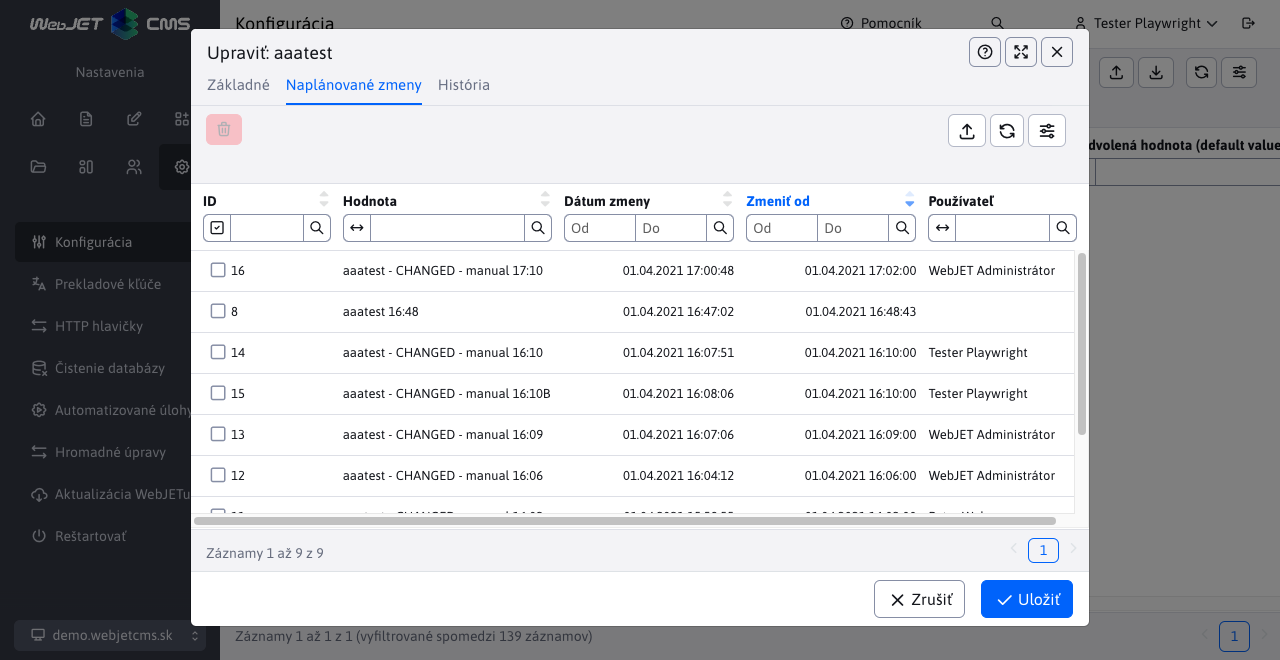 WebJET CMS
Konfigurácia
Pomocník
Tester Playwright
Nastavenia
Konfigurácia
Prekladové kľúče
HTTP hlavičky
Čistenie databázy
Automatizované úlohy
Hromadné úpravy
Aktualizácia WebJETu
Reštartovať
demo.webjetcms.sk
dvolená hodnota (default value
Upraviť: aaatest
Základné Naplánované zmeny História
ID Hodnota Dátum zmeny Zmeniť od Používateľ
Od Do Od Do
16 aaatest - CHANGED - manual 17:10 01.04.2021 17:00:48 01.04.2021 17:02:00 WebJET Administrátor
8 aaatest 16:48 01.04.2021 16:47:02 01.04.2021 16:48:43
14 aaatest - CHANGED - manual 16:10 01.04.2021 16:07:51 01.04.2021 16:10:00 Tester Playwright
15 aaatest - CHANGED - manual 16:10B 01.04.2021 16:08:06 01.04.2021 16:10:00 Tester Playwright
13 aaatest - CHANGED - manual 16:09 01.04.2021 16:07:06 01.04.2021 16:09:00 WebJET Administrátor
12 aaatest - CHANGED - manual 16:06 01.04.2021 16:04:12 01.04.2021 16:06:00 WebJET Administrátor
Záznamy 1 až 9 z 9
1
Zrušiť
Uložiť
Záznamy 1 až 1 z 1 (vyfiltrované spomedzi 139 záznamov)
1